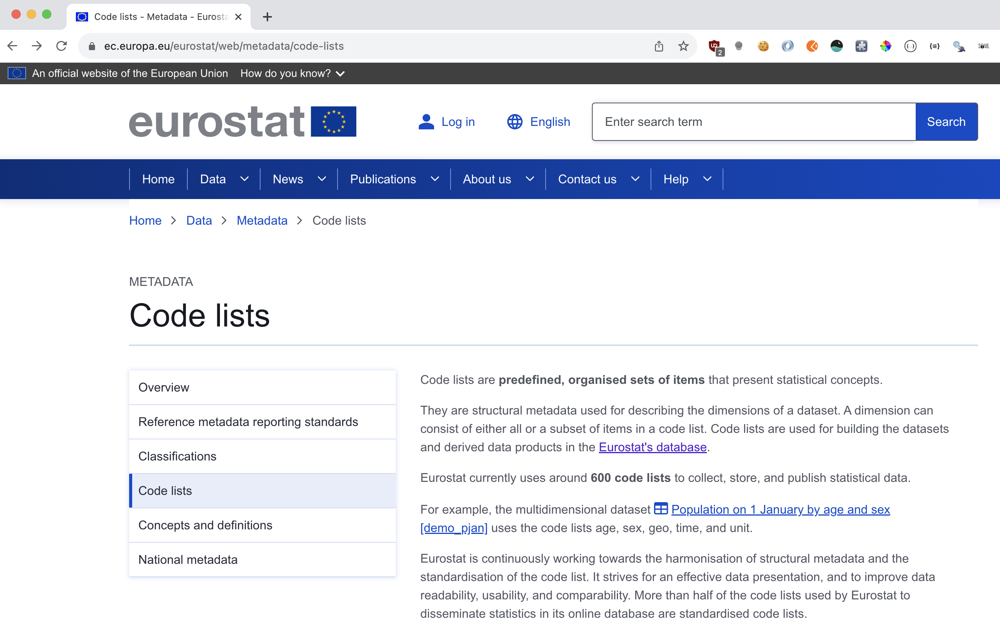 Code lists - Metadata - Eurosta
ec.europa.eu/eurostat/web/metadata/code-lists
2
An official website of the European Union How do you know?
eurostat
Log in
English
Enter search term
Search
Home
Data
News
Publications
About us
Contact us
Help
Home > Data > Metadata > Code lists
METADATA
Code lists
Overview
Reference metadata reporting standards
Classifications
Code lists
Concepts and definitions
National metadata
Code lists are predefined, organised sets of items that present statistical concepts.
They are structural metadata used for describing the dimensions of a dataset. A dimension can
consist of either all or a subset of items in a code list. Code lists are used for building the datasets
and derived data products in the Eurostat's database.
Eurostat currently uses around 600 code lists to collect, store, and publish statistical data.
For example, the multidimensional dataset Population on 1 January by age and sex
[demo_pjan] uses the code lists age, sex, geo, time, and unit.
Eurostat is continuously working towards the harmonisation of structural metadata and the
standardisation of the code list. It strives for an effective data presentation, and to improve data
readability, usability, and comparability. More than half of the code lists used by Eurostat to
disseminate statistics in its online database are standardised code lists.